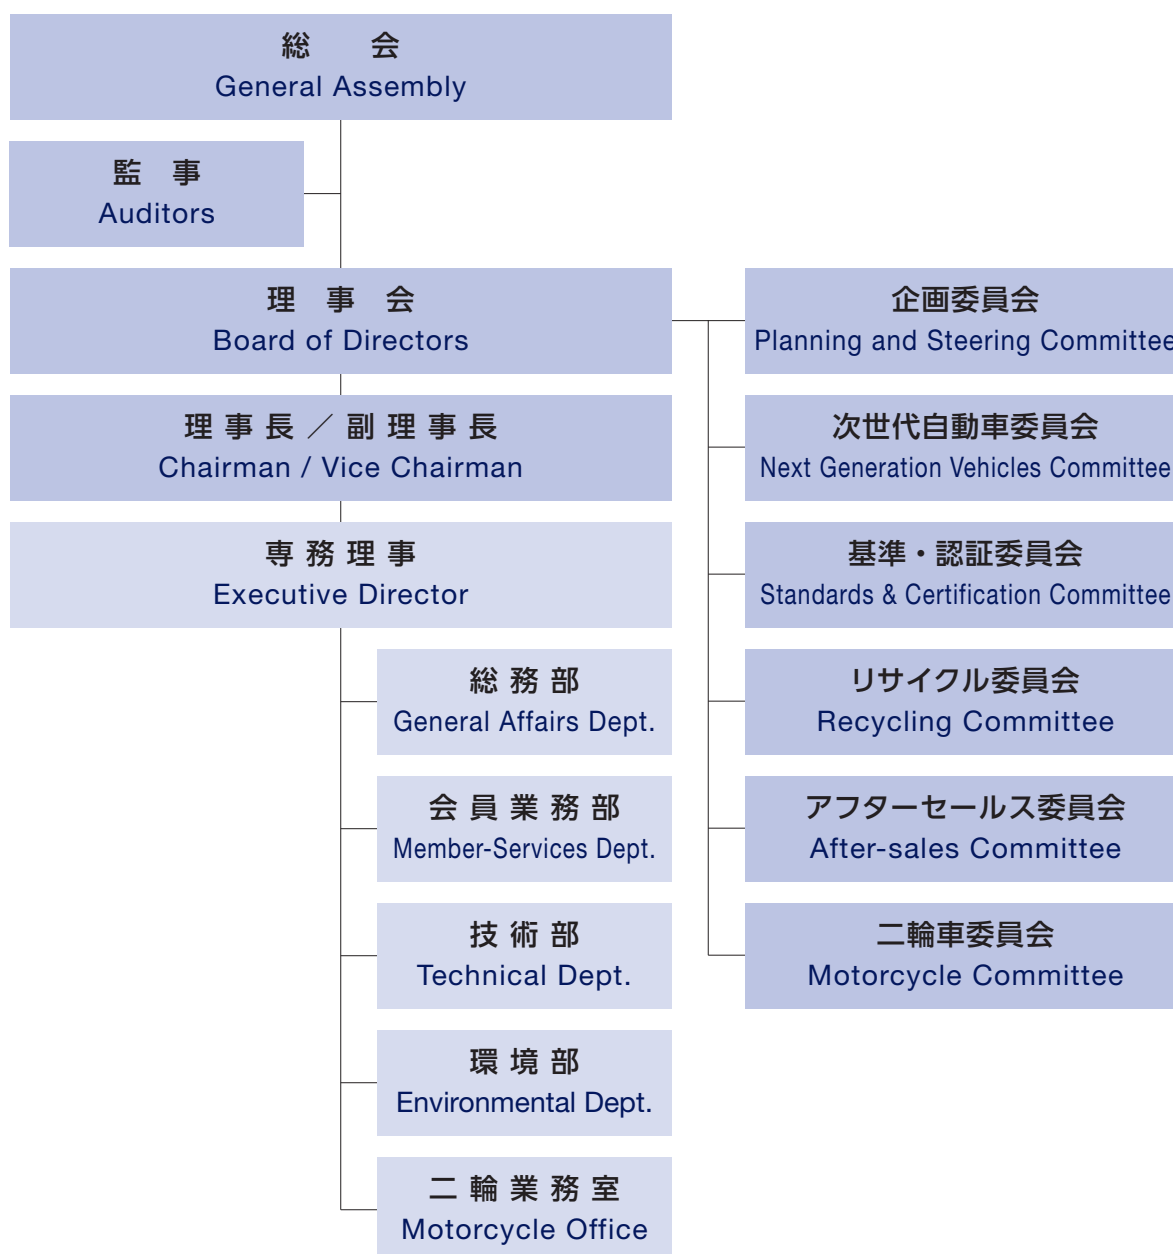 総　会
General Assembly
監　事
Auditors
理　事　会
Board of Directors
理 事 長 ／ 副 理 事 長
Chairman / Vice Chairman
専 務 理 事
Executive Director
総 務 部
General Affairs Dept.
会 員 業 務 部
Member-Services Dept.
技 術 部
Technical Dept.
環 境 部
Environmental Dept.
二 輪 業 務 室
Motorcycle Office
企画委員会
Planning and Steering Committee
次世代自動車委員会
Next Generation Vehicles Committee
基準・認証委員会
Standards & Certification Committee
リサイクル委員会
Recycling Committee
アフターセールス委員会
After-sales Committee
二輪車委員会
Motorcycle Committee